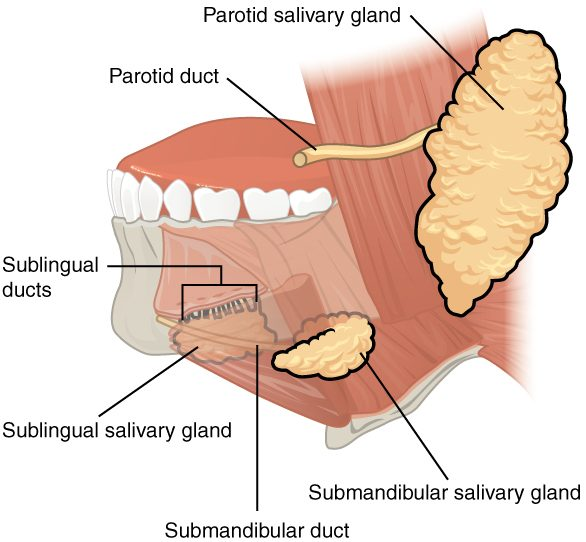 Parotid salivary gland
Parotid duct
Sublingual
ducts
Sublingual salivary gland
Submandibular salivary gland
Submandibular duct